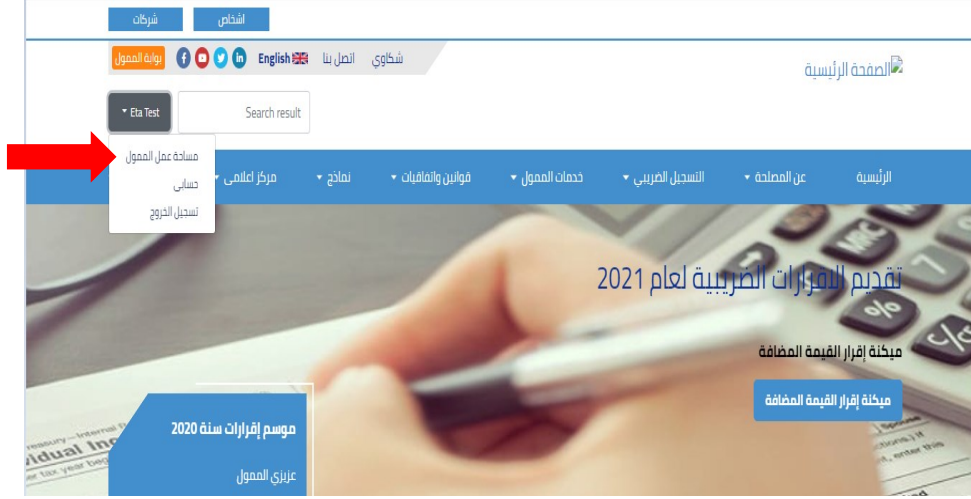 اشخاص
شركات
شكاوي
اتصل بنا
English
بوابة الممول
الصفحة الرئيسية
Eta Test
Search result
مساحة عمل الممول
حسابي
تسجيل الخروج
الرئيسية
عن المصلحة
التسجيل الضريبي
خدمات الممول
قوانين واتفاقيات
نماذج
مركز اعلامى
تقديم الاقرارات الضريبية لعام 2021
ميكنة إقرار القيمة المضافة
ميكنة إقرار القيمة المضافة
موسم إقرارات سنة 2020
عزيزي الممول
MRC
%
C/